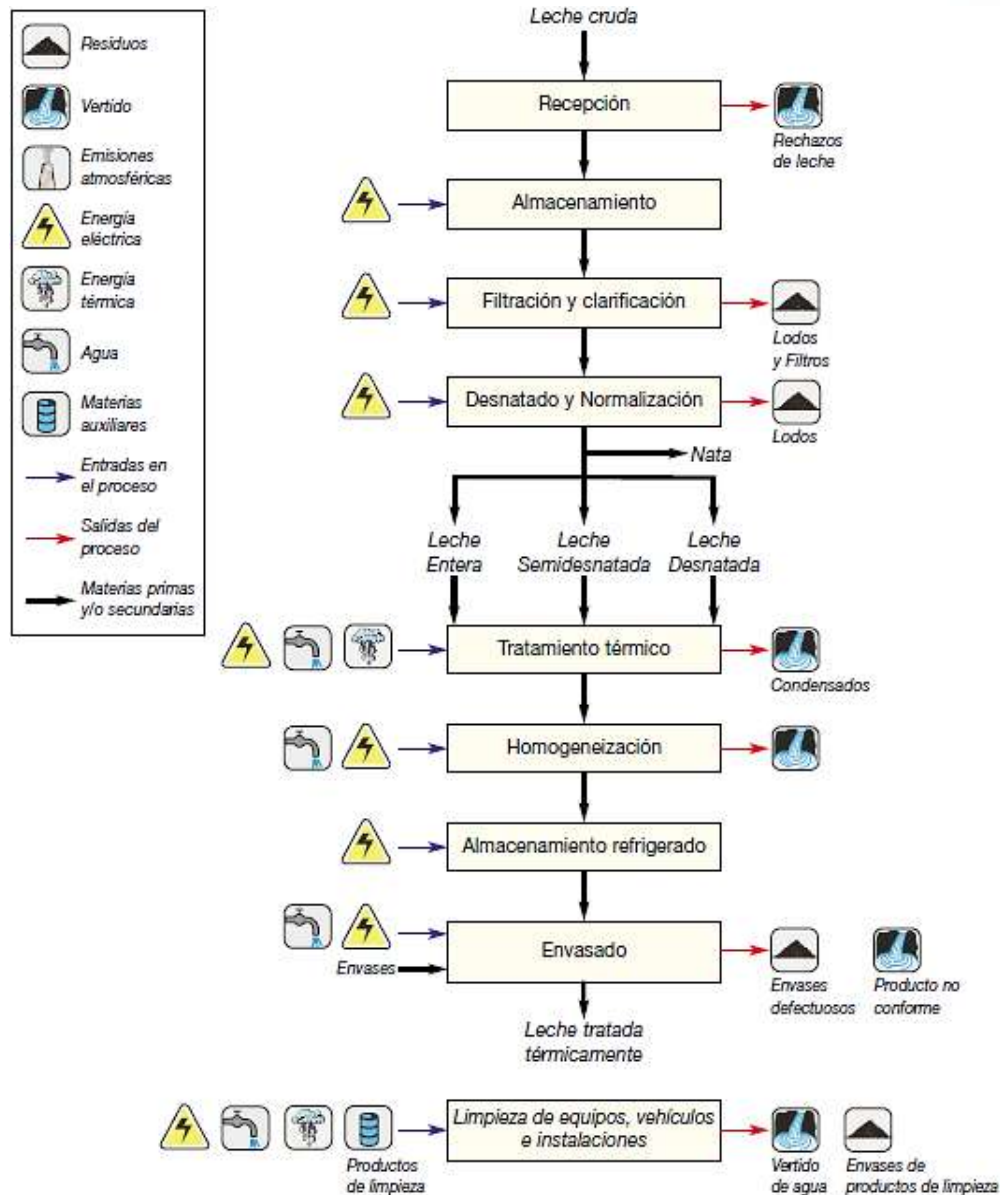 Residuos
Vertido
Emisiones
atmosféricas
Energía
eléctrica
Energía
térmica
Agua
Materias
auxiliares
Entradas en
el proceso
Salidas del
proceso
Materias primas
y/o secundarias
Leche cruda
Recepción
Rechazos
de leche
Almacenamiento
Filtración y clarificación
Lodos
y Filtros
Desnatado y Normalización
Lodos
Nata
Leche
Entera
Leche
Semidesnatada
Leche
Desnatada
Tratamiento térmico
Condensados
Homogeneización
Almacenamiento refrigerado
Envasado
Envases
Envases
defectuosos
Producto no
conforme
Leche tratada
térmicamente
Limpieza de equipos, vehículos
e instalaciones
Productos
de limpieza
Vertido
de agua
Envases de
productos de limpieza